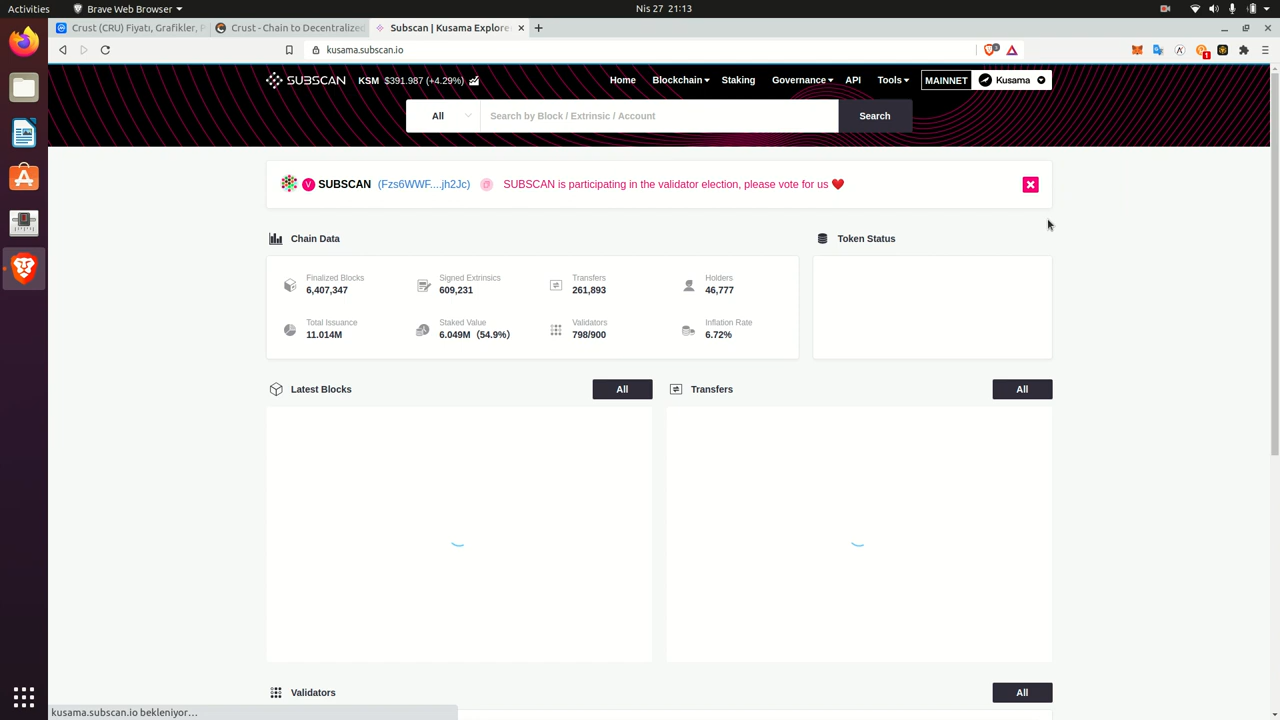 Activities
Brave Web Browser
Nis 27 21:13
Crust (CRU) Fiyatı, Grafikler, P
Crust - Chain to Decentralized
Subscan | Kusama Explore
kusama.subscan.io
SUBSCAN
KSM $391.987 (+4.29%)
Home
Blockchain
Staking
Governance
API
Tools
MAINNET
Kusama
All
Search by Block / Extrinsic / Account
Search
V SUBSCAN (Fzs6WWF....jh2Jc) @ SUBSCAN is participating in the validator election, please vote for us ❤️
Chain Data
Token Status
Finalized Blocks
6,407,347
Signed Extrinsics
609,231
Transfers
261,893
Holders
46,777
Total Issuance
11.014M
Staked Value
6.049M (54.9%)
Validators
798/900
Inflation Rate
6.72%
Latest Blocks
All
Transfers
All
Validators
All
kusama.subscan.io bekleniyor…